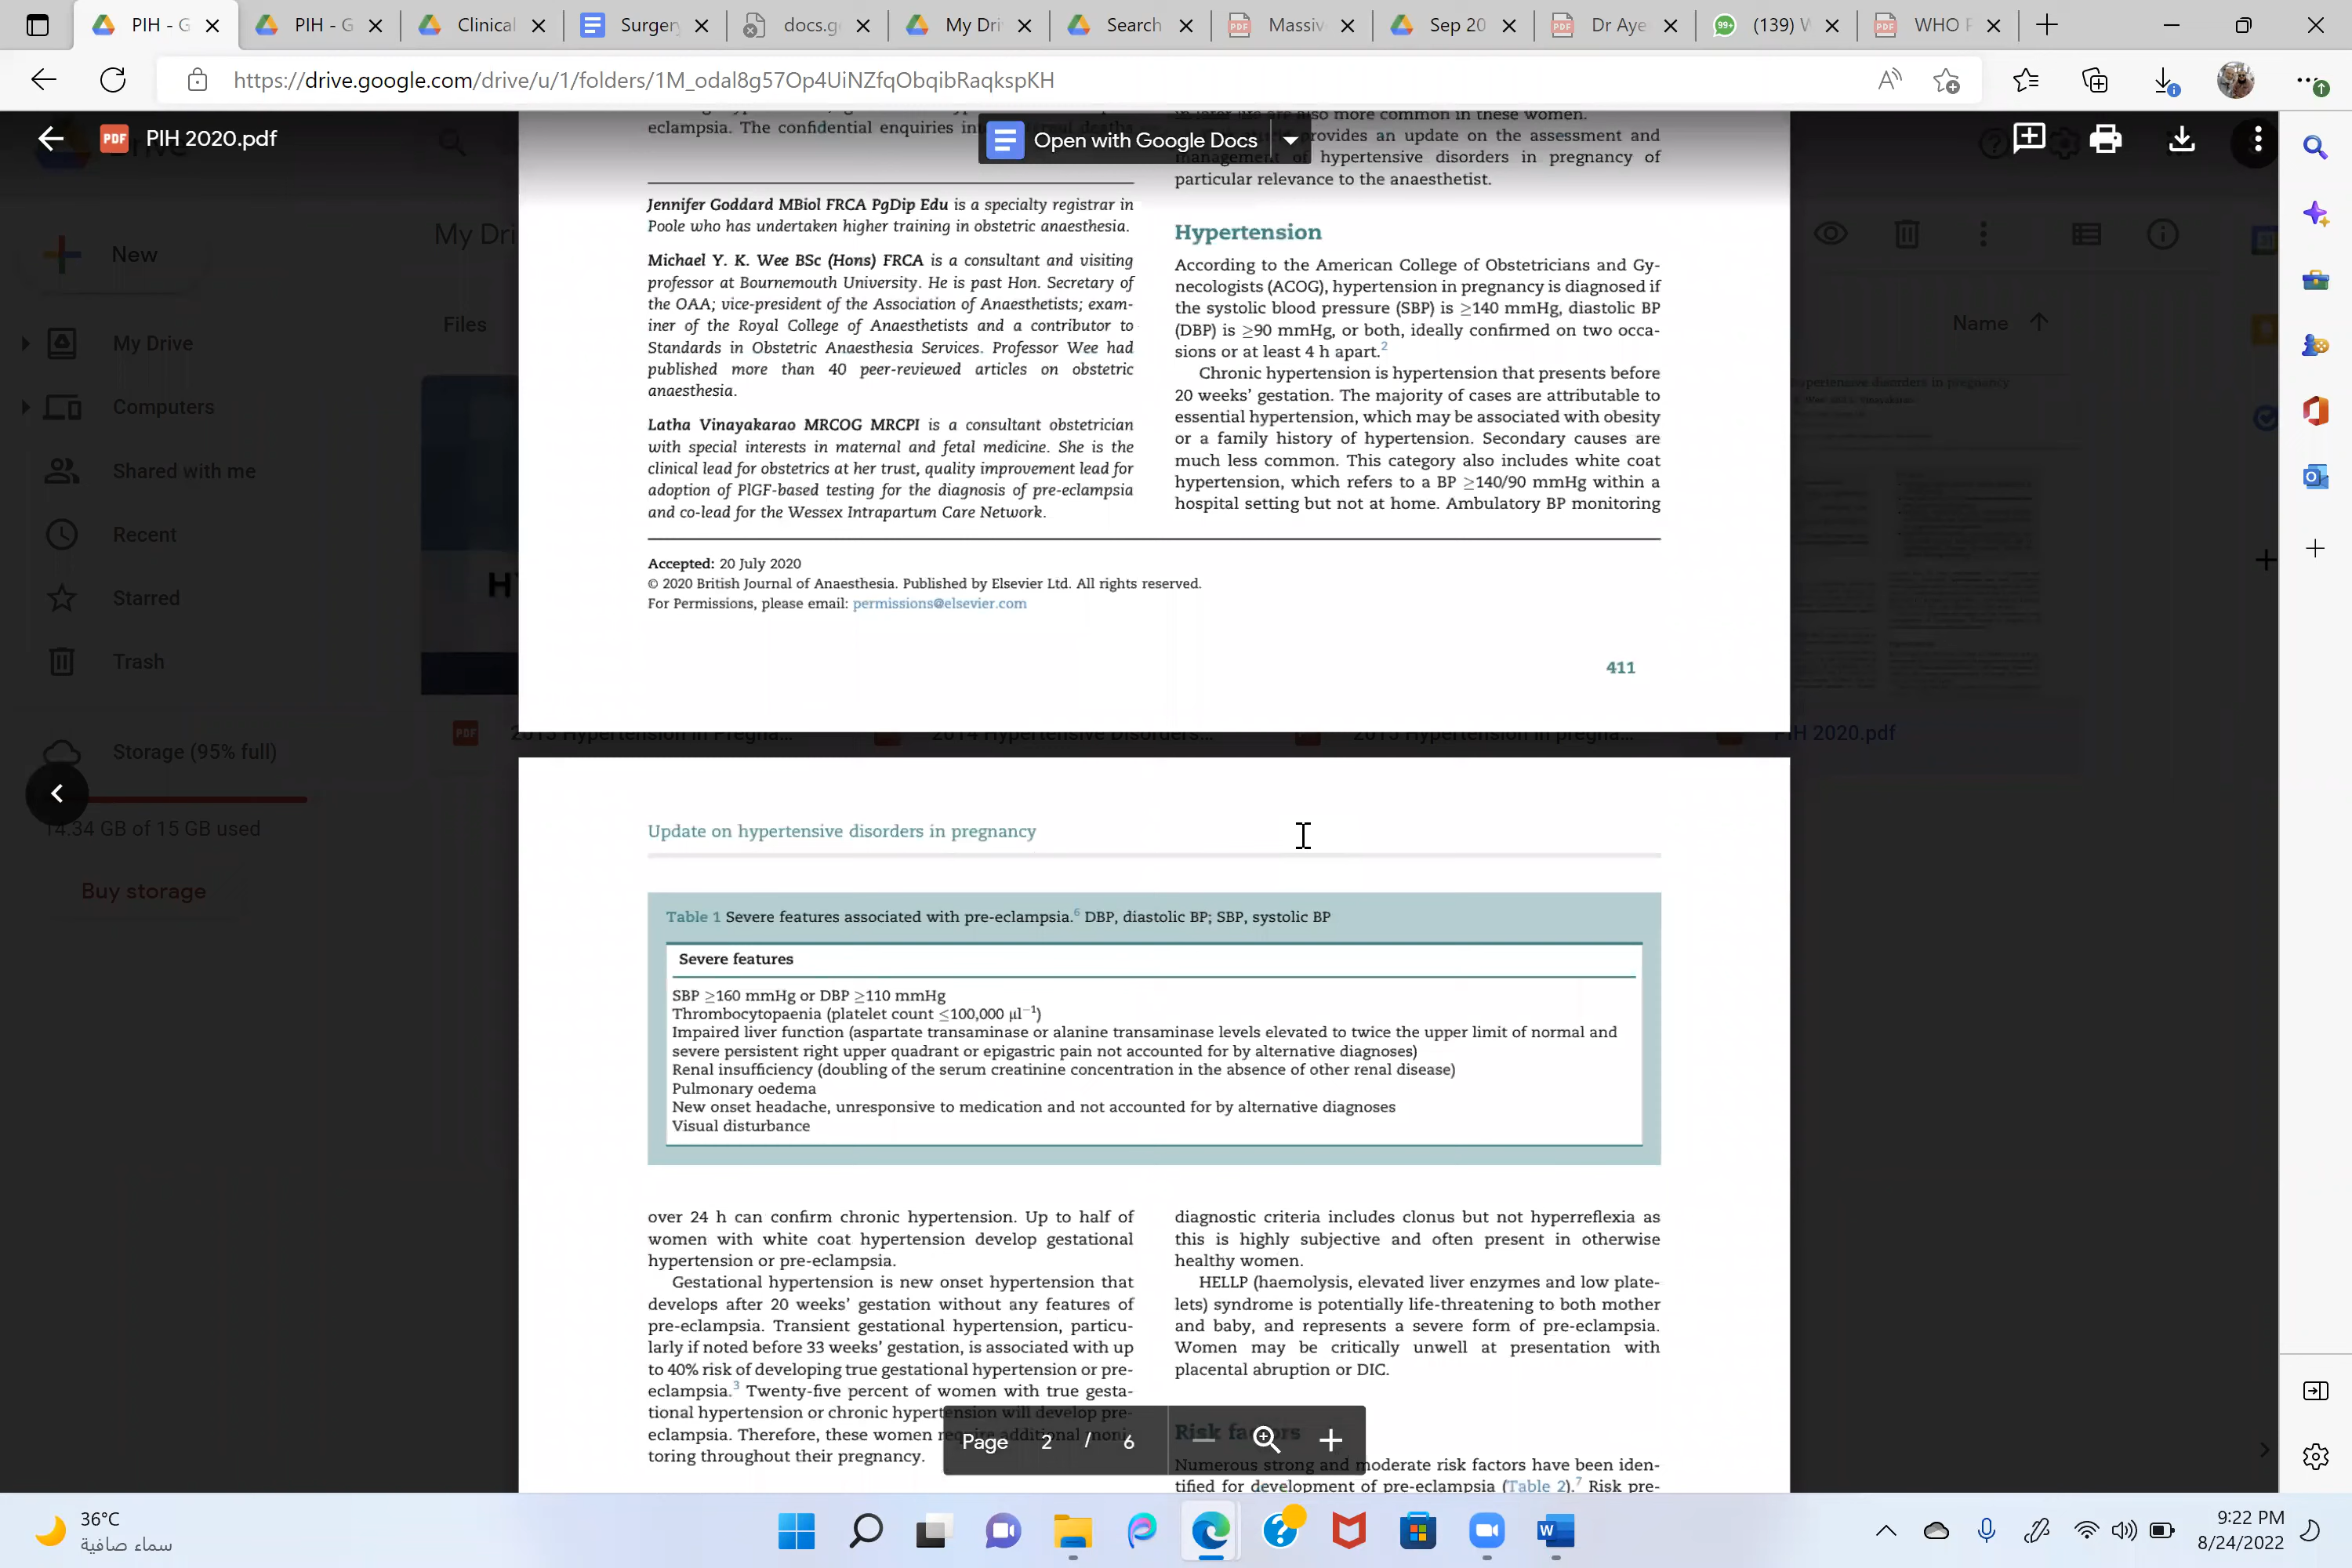 PIH - G
PIH - G
Clinical
Surgery
docs.g
My Dri
Search
Massiv
Sep 20
Dr Aye
(139) W
WHO F
https://drive.google.com/drive/u/1/folders/1M_odal8g57Op4UiNZfqObqibRaqkspKH
PDF PIH 2020.pdf
Open with Google Docs
New
My Drive
Computers
Shared with me
Recent
Starred
Trash
Storage (95% full)
14.34 GB of 15 GB used
Buy storage
My Dri
Files
Name
eclampsia. The confidential enquiries
Jennifer Goddard MBiol FRCA PgDip Edu is a specialty registrar in
Poole who has undertaken higher training in obstetric anaesthesia.
Michael Y. K. Wee BSc (Hons) FRCA is a consultant and visiting
professor at Bournemouth University. He is past Hon. Secretary of
the OAA; vice-president of the Association of Anaesthetists; exam-
iner of the Royal College of Anaesthetists and a contributor to
Standards in Obstetric Anaesthesia Services. Professor Wee had
published more than 40 peer-reviewed articles on obstetric
anaesthesia.
Latha Vinayakarao MRCOG MRCPI is a consultant obstetrician
with special interests in maternal and fetal medicine. She is the
clinical lead for obstetrics at her trust, quality improvement lead for
adoption of PlGF-based testing for the diagnosis of pre-eclampsia
and co-lead for the Wessex Intrapartum Care Network.
also more common in these women.
provides an update on the assessment and
management of hypertensive disorders in pregnancy of
particular relevance to the anaesthetist.
Hypertension
According to the American College of Obstetricians and Gy-
necologists (ACOG), hypertension in pregnancy is diagnosed if
the systolic blood pressure (SBP) is ≥140 mmHg, diastolic BP
(DBP) is ≥90 mmHg, or both, ideally confirmed on two occa-
sions or at least 4 h apart.2
Chronic hypertension is hypertension that presents before
20 weeks' gestation. The majority of cases are attributable to
essential hypertension, which may be associated with obesity
or a family history of hypertension. Secondary causes are
much less common. This category also includes white coat
hypertension, which refers to a BP ≥140/90 mmHg within a
hospital setting but not at home. Ambulatory BP monitoring
Accepted: 20 July 2020
© 2020 British Journal of Anaesthesia. Published by Elsevier Ltd. All rights reserved.
For Permissions, please email: permissions@elsevier.com
411
PIH 2020.pdf
Update on hypertensive disorders in pregnancy
Table 1 Severe features associated with pre-eclampsia.6 DBP, diastolic BP; SBP, systolic BP
Severe features
SBP ≥160 mmHg or DBP ≥110 mmHg
Thrombocytopaenia (platelet count ≤100,000 μl−1)
Impaired liver function (aspartate transaminase or alanine transaminase levels elevated to twice the upper limit of normal and
severe persistent right upper quadrant or epigastric pain not accounted for by alternative diagnoses)
Renal insufficiency (doubling of the serum creatinine concentration in the absence of other renal disease)
Pulmonary oedema
New onset headache, unresponsive to medication and not accounted for by alternative diagnoses
Visual disturbance
over 24 h can confirm chronic hypertension. Up to half of
women with white coat hypertension develop gestational
hypertension or pre-eclampsia.
Gestational hypertension is new onset hypertension that
develops after 20 weeks' gestation without any features of
pre-eclampsia. Transient gestational hypertension, particu-
larly if noted before 33 weeks' gestation, is associated with up
to 40% risk of developing true gestational hypertension or pre-
eclampsia.3 Twenty-five percent of women with true gesta-
tional hypertension or chronic hypertension will develop pre-
eclampsia. Therefore, these women require additional moni-
toring throughout their pregnancy.
diagnostic criteria includes clonus but not hyperreflexia as
this is highly subjective and often present in otherwise
healthy women.
HELLP (haemolysis, elevated liver enzymes and low plate-
lets) syndrome is potentially life-threatening to both mother
and baby, and represents a severe form of pre-eclampsia.
Women may be critically unwell at presentation with
placental abruption or DIC.
Risk factors
Numerous strong and moderate risk factors have been iden-
tified for development of pre-eclampsia (Table 2).7 Risk pre-
Page 2 / 6
36°C
سماء صافية
9:22 PM
8/24/2022